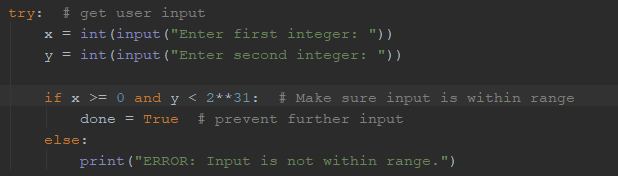 try:  # get user input
    x = int(input("Enter first integer: "))
    y = int(input("Enter second integer: "))
    if x >= 0 and y < 2**31:  # Make sure input is within range
        done = True  # prevent further input
    else:
        print("ERROR: Input is not within range.")